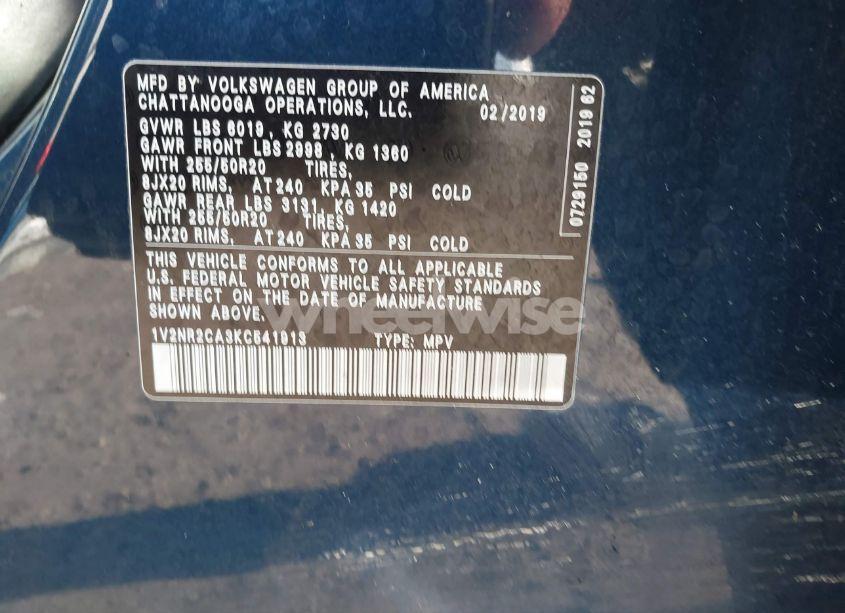 MFD BY VOLKSWAGEN GROUP OF AMERICA
CHATTANOOGA OPERATIONS, LLC. 02/2019
GVWR LBS 6019, KG 2730
GAWR FRONT LBS 2998, KG 1360
WITH 255/50R20 TIRES,
8JX20 RIMS, AT 240 KPA 35 PSI COLD
GAWR REAR LBS 3131, KG 1420
WITH 255/50R20 TIRES,
8JX20 RIMS, AT 240 KPA 35 PSI COLD
THIS VEHICLE CONFORMS TO ALL APPLICABLE
U.S. FEDERAL MOTOR VEHICLE SAFETY STANDARDS
IN EFFECT ON THE DATE OF MANUFACTURE
SHOWN ABOVE.
1V2NR2CA3KC541913 TYPE: MPV
0729150 2019 62
wheelwise